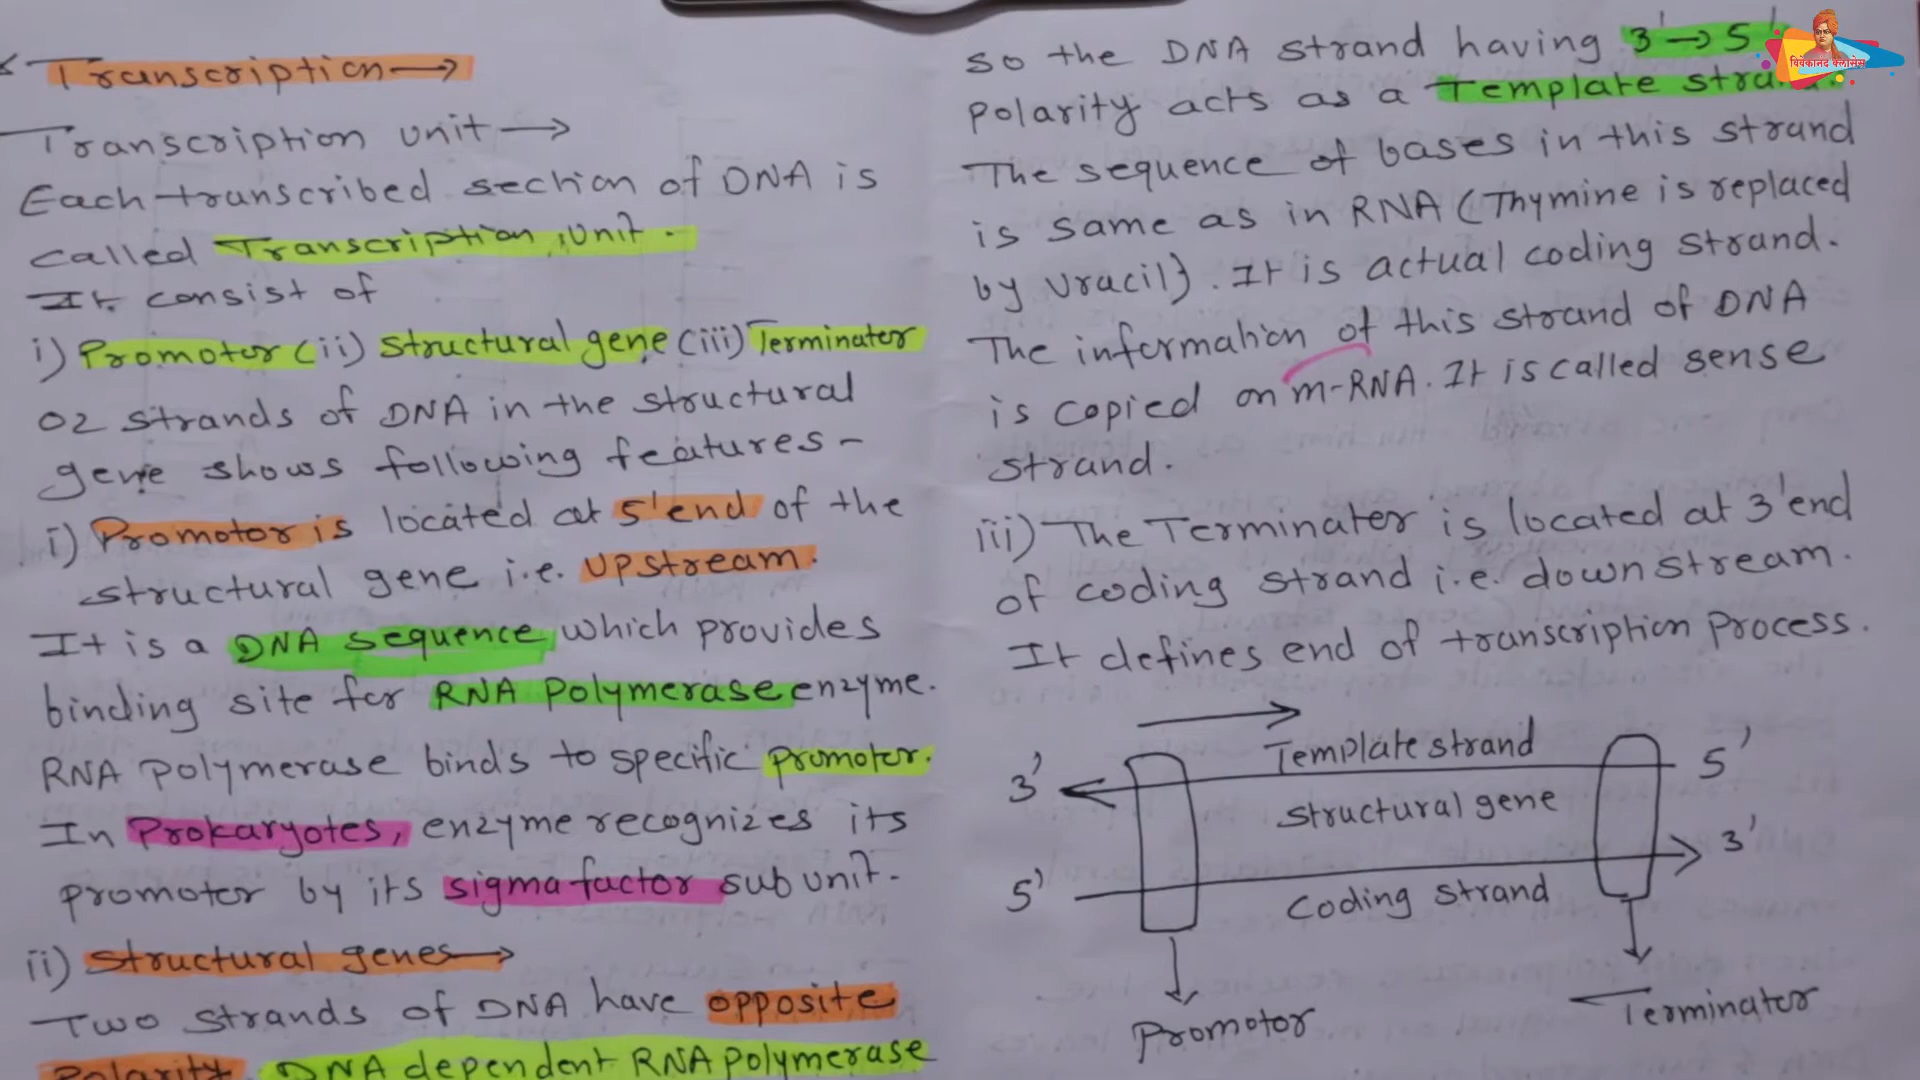 Transcription →
Transcription unit →
Each transcribed section of DNA is
called Transcription unit.
It consist of
i) Promotor (ii) structural gene (iii) Terminator
02 strands of DNA in the structural
gene shows following features -
i) Promotor is located at 5' end of the
structural gene i.e. upstream.
It is a DNA sequence which provides
binding site for RNA polymerase enzyme.
RNA polymerase binds to specific promotor.
In Prokaryotes, enzyme recognizes its
promotor by its sigma factor sub unit.
ii) structural genes →
Two strands of DNA have opposite
Polarity. DNA dependent RNA polymerase
so the DNA strand having 3' → 5'
polarity acts as a Template
The sequence of bases in this strand
is same as in RNA (Thymine is replaced
by Uracil). It is actual coding strand.
The information of this strand of DNA
is copied on m-RNA. It is called sense
strand.
iii) The Terminator is located at 3' end
of coding strand i.e. downstream.
It defines end of transcription process.
3' Template strand 5'
structural gene
5' Coding strand 3'
Promotor Terminator
विवेकानंद क्लासेस